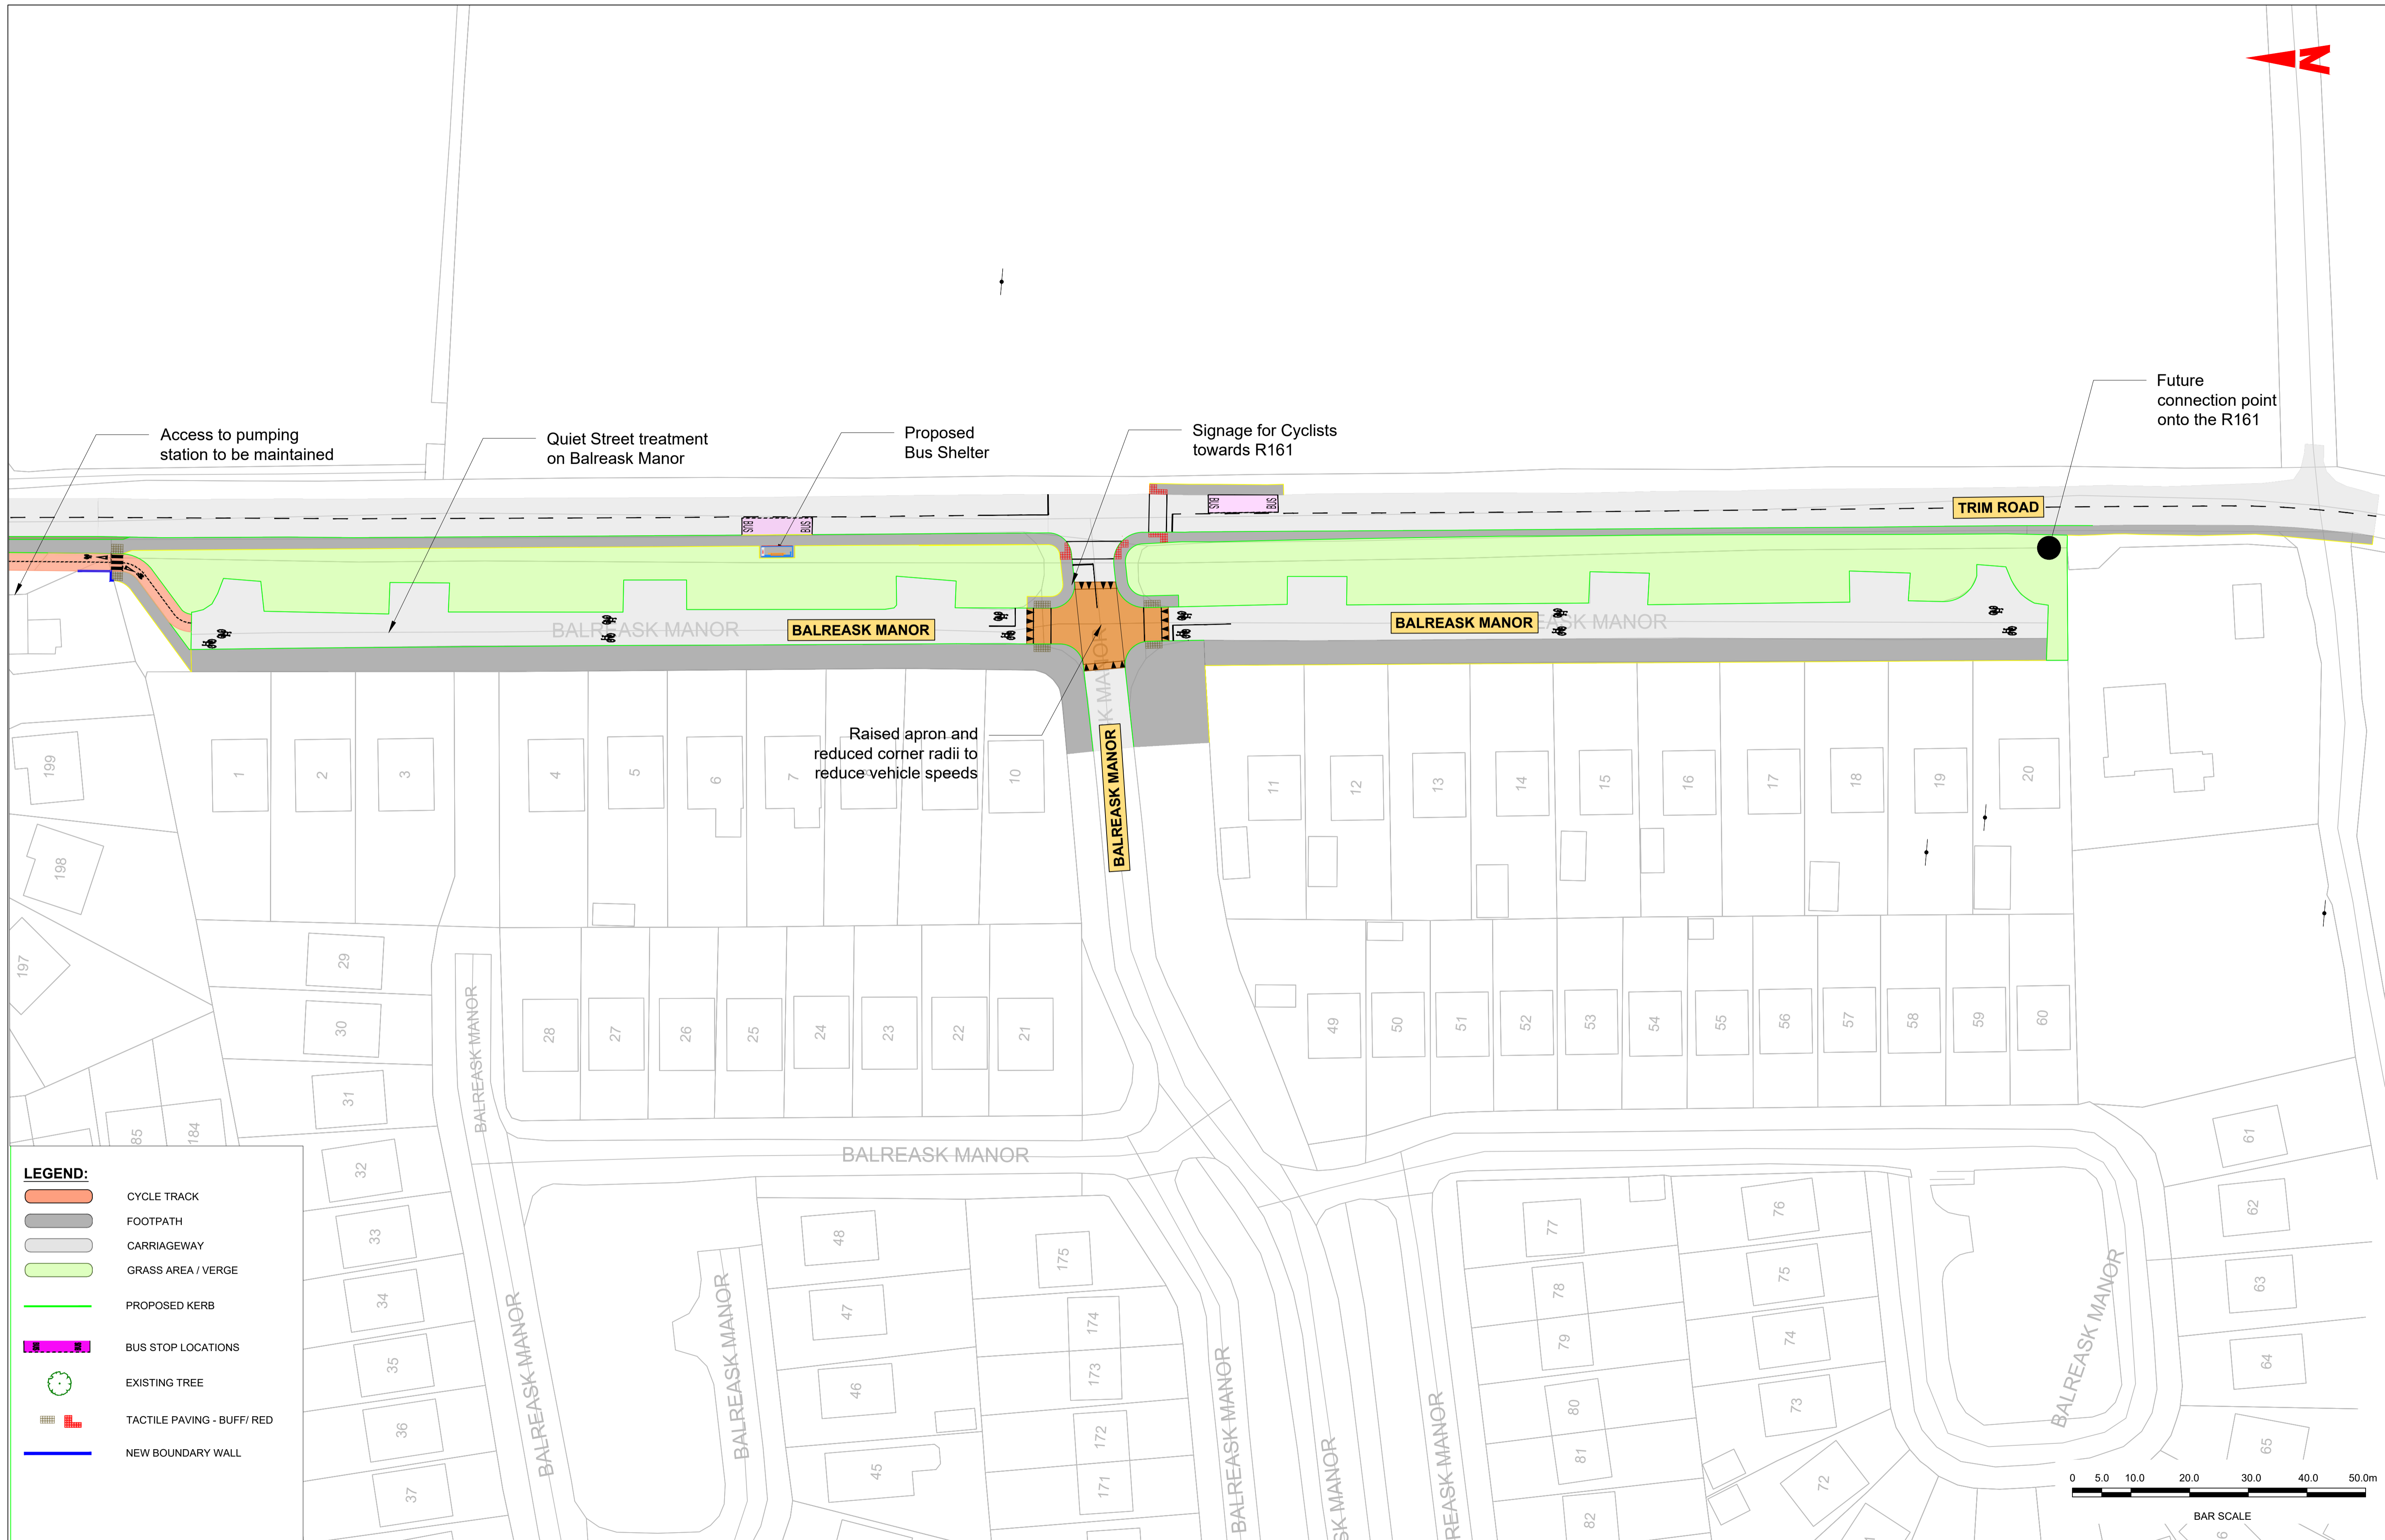 N
Access to pumping
station to be maintained
Quiet Street treatment
on Balreask Manor
Proposed
Bus Shelter
Signage for Cyclists
towards R161
Future
connection point
onto the R161
BUS BUS
BUS BUS
TRIM ROAD
BALREASK MANOR
BALREASK MANOR
BALREASK MANOR
BALREASK MANOR
Raised apron and
reduced corner radii to
reduce vehicle speeds
BALREASK MANOR
199
1
2
3
4
5
6
7
10
11
12
13
14
15
16
17
18
19
20
198
197
29
30
31
28
27
26
25
24
23
22
21
49
50
51
52
53
54
55
56
57
58
59
60
BALREASK MANOR
85
184
BALREASK MANOR
32
33
34
35
36
37
48
47
46
45
175
174
173
172
171
77
78
79
80
81
82
76
75
74
73
72
61
62
63
64
65
BALREASK MANOR
BALREASK MANOR
BALREASK MANOR
SK MANOR
REASK MANOR
BALREASK MANOR
LEGEND:
CYCLE TRACK
FOOTPATH
CARRIAGEWAY
GRASS AREA / VERGE
PROPOSED KERB
BUS STOP LOCATIONS
EXISTING TREE
TACTILE PAVING - BUFF/ RED
NEW BOUNDARY WALL
0 5.0 10.0 20.0 30.0 40.0 50.0m
BAR SCALE